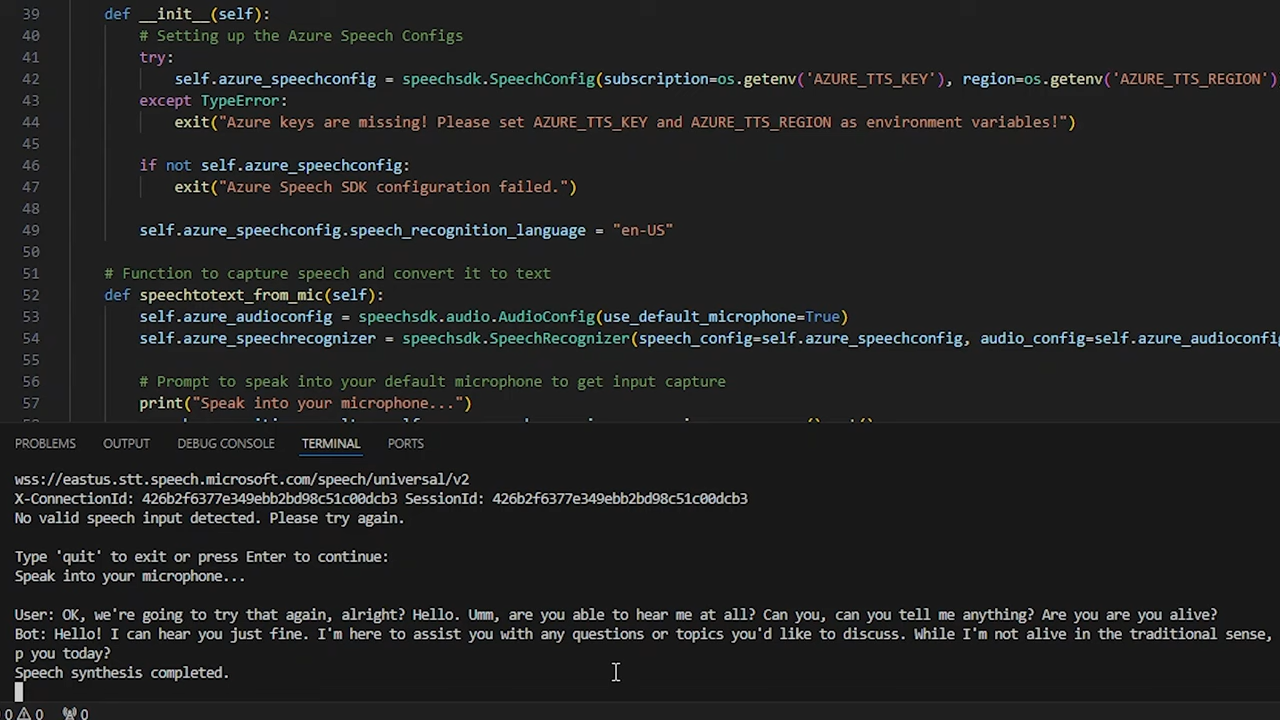 39 def __init__(self):
40 # Setting up the Azure Speech Configs
41 try:
42 self.azure_speechconfig = speechsdk.SpeechConfig(subscription=os.getenv('AZURE_TTS_KEY'), region=os.getenv('AZURE_TTS_REGION')
43 except TypeError:
44 exit("Azure keys are missing! Please set AZURE_TTS_KEY and AZURE_TTS_REGION as environment variables!")
45
46 if not self.azure_speechconfig:
47 exit("Azure Speech SDK configuration failed.")
48
49 self.azure_speechconfig.speech_recognition_language = "en-US"
50
51 # Function to capture speech and convert it to text
52 def speechtotext_from_mic(self):
53 self.azure_audioconfig = speechsdk.audio.AudioConfig(use_default_microphone=True)
54 self.azure_speechrecognizer = speechsdk.SpeechRecognizer(speech_config=self.azure_speechconfig, audio_config=self.azure_audioconfi
55
56 # Prompt to speak into your default microphone to get input capture
57 print("Speak into your microphone...")
PROBLEMS OUTPUT DEBUG CONSOLE TERMINAL PORTS
wss://eastus.stt.speech.microsoft.com/speech/universal/v2
X-ConnectionId: 426b2f6377e349ebb2bd98c51c00dcb3 SessionId: 426b2f6377e349ebb2bd98c51c00dcb3
No valid speech input detected. Please try again.
Type 'quit' to exit or press Enter to continue:
Speak into your microphone...
User: OK, we're going to try that again, alright? Hello. Umm, are you able to hear me at all? Can you, can you tell me anything? Are you are you alive?
Bot: Hello! I can hear you just fine. I'm here to assist you with any questions or topics you'd like to discuss. While I'm not alive in the traditional sense,
p you today?
Speech synthesis completed.
0 0 0